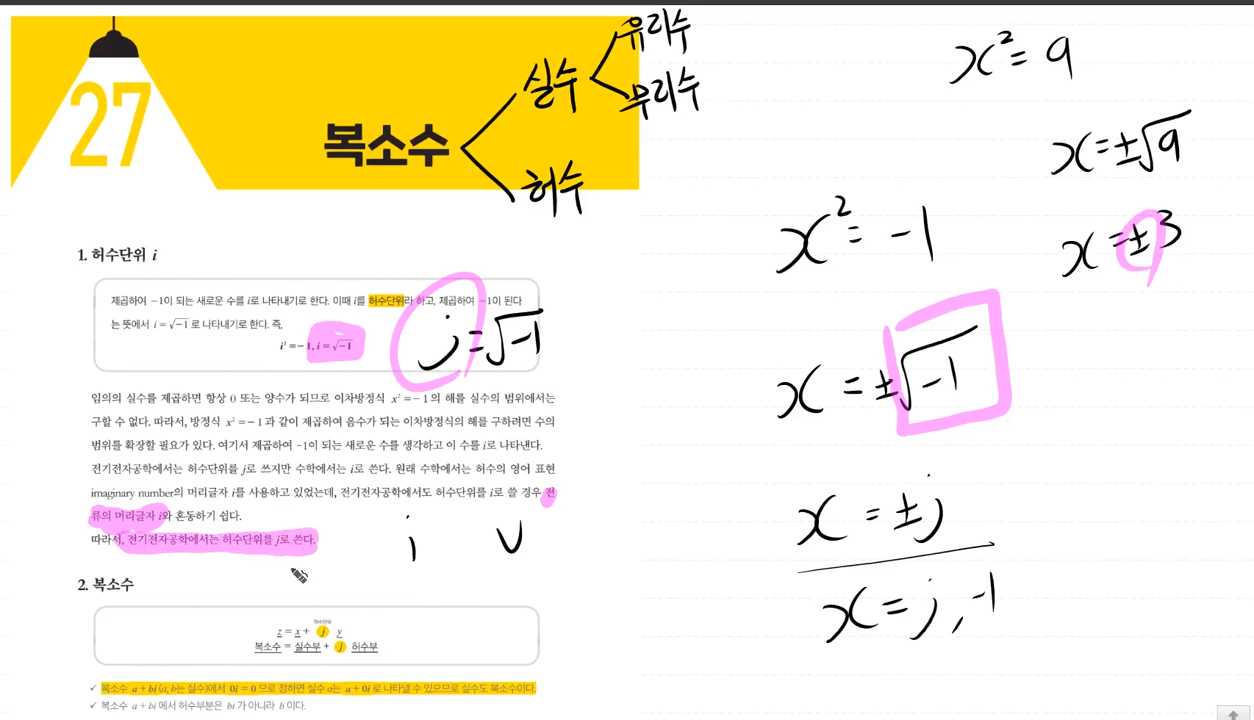 27
복소수
실수
유리수
무리수
허수
1. 허수단위 i
제곱하여 -1이 되는 새로운 수를 i로 나타내기로 한다. 이때 i를 허수단위라 하고, 제곱하여 -1이 된다
는 뜻에서 i = √-1 로 나타내기로 한다. 즉,
i² = -1, i = √-1
j = √-1
임의의 실수를 제곱하면 항상 0 또는 양수가 되므로 이차방정식 x² = -1 의 해를 실수의 범위에서는
구할 수 없다. 따라서, 방정식 x² = -1 과 같이 제곱하여 음수가 되는 이차방정식의 해를 구하려면 수의
범위를 확장할 필요가 있다. 여기서 제곱하여 -1이 되는 새로운 수를 생각하고 이 수를 i로 나타낸다.
전기전자공학에서는 허수단위를 j로 쓰지만 수학에서는 i로 쓴다. 원래 수학에서는 허수의 영어 표현
imaginary number의 머리글자 i를 사용하고 있었는데, 전기전자공학에서도 허수단위를 i로 쓸 경우 전
류의 머리글자 i와 혼동하기 쉽다.
따라서, 전기전자공학에서는 허수단위를 j로 쓴다.
i v
2. 복소수
허수단위
z = x + j y
복소수 = 실수부 + j 허수부
✓ 복소수 a + bi (a, b는 실수)에서 0i = 0 으로 정하면 실수 a는 a + 0i 로 나타낼 수 있으므로 실수도 복소수이다.
✓ 복소수 a + bi 에서 허수부분은 bi 가 아니라 b 이다.
x² = 9
x = ±√9
x = ±3
x² = -1
x = ±√-1
x = ±j
x = j, -1